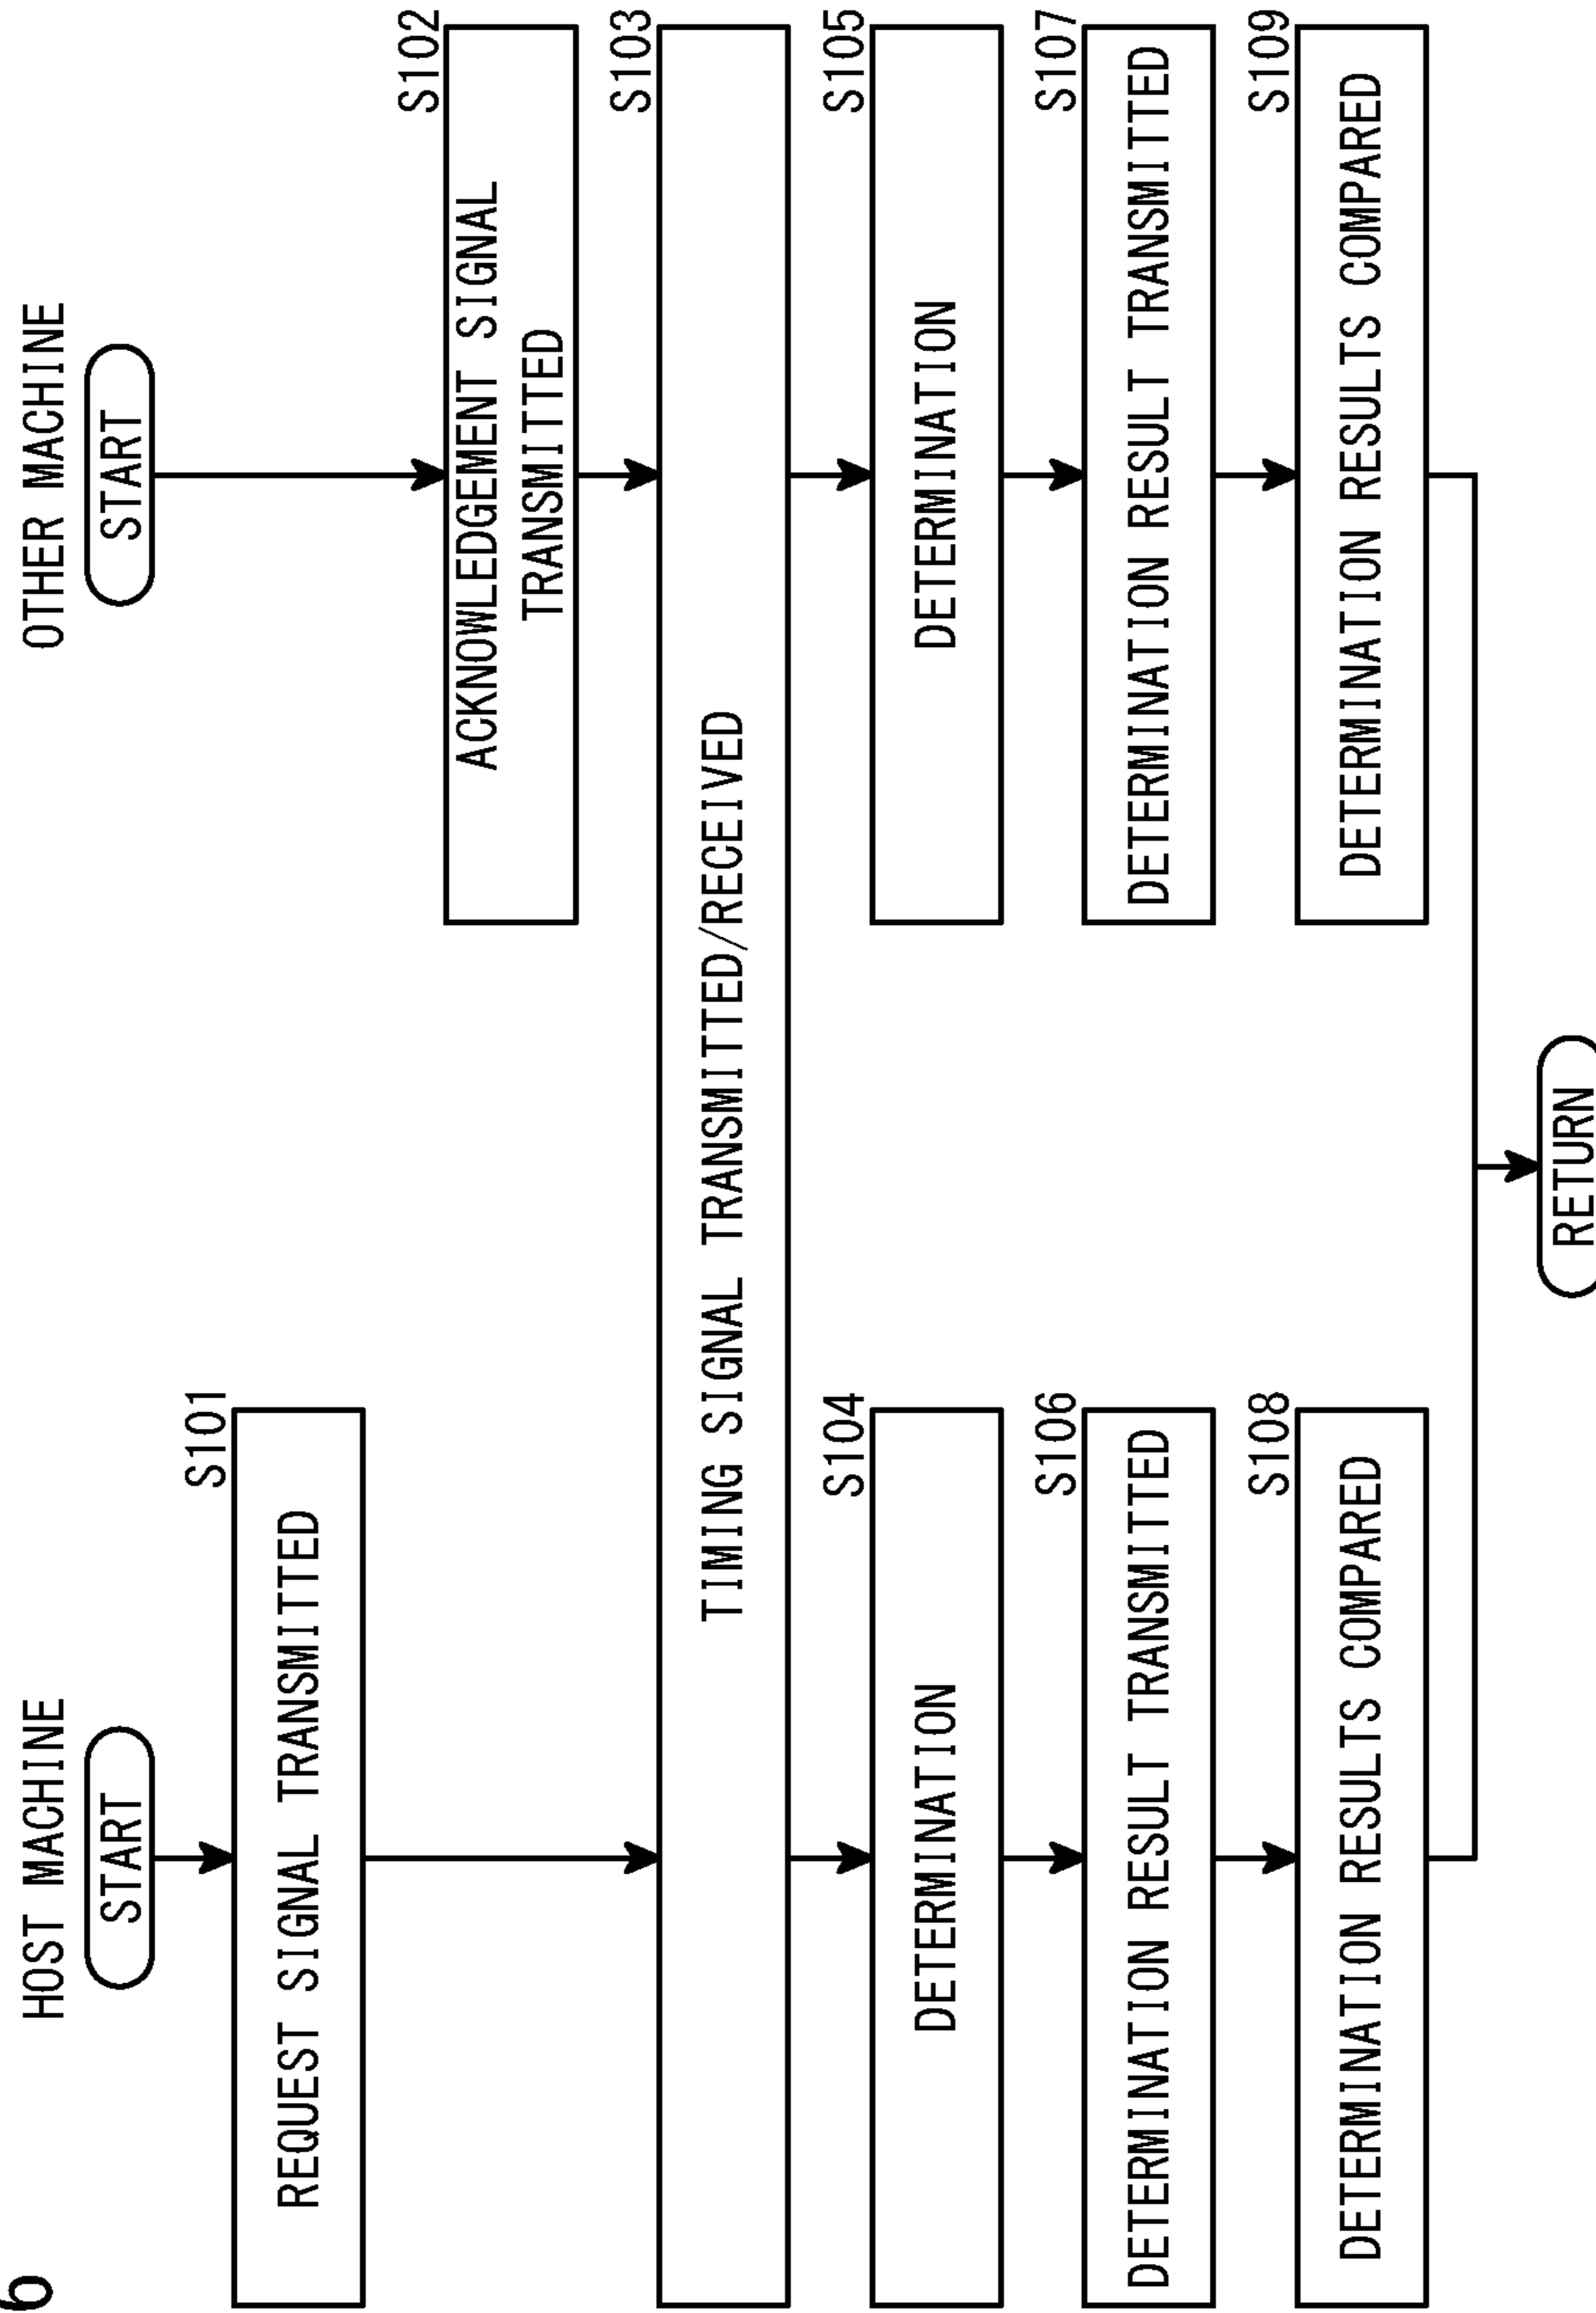 6
HOST MACHINE
OTHER MACHINE
START
START
S101
REQUEST SIGNAL TRANSMITTED
S102
ACKNOWLEDGEMENT SIGNAL
TRANSMITTED
S103
TIMING SIGNAL TRANSMITTED/RECEIVED
S104
S105
DETERMINATION
DETERMINATION
S106
S107
DETERMINATION RESULT TRANSMITTED
DETERMINATION RESULT TRANSMITTED
S108
S109
DETERMINATION RESULTS COMPARED
DETERMINATION RESULTS COMPARED
RETURN